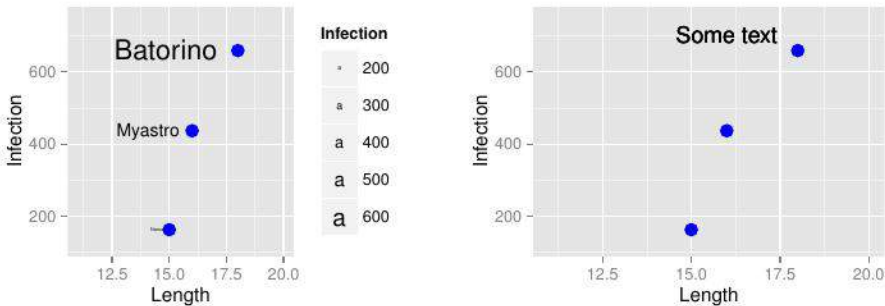 Batorino
Myastro
Infection
600
400
200
12.5 15.0 17.5 20.0
Length
Infection
a 200
a 300
a 400
a 500
a 600
Some text
Infection
600
400
200
12.5 15.0 17.5 20.0
Length